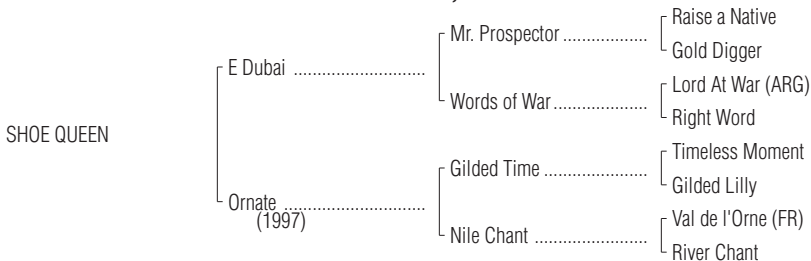 Raise a Native
Mr. Prospector ..................
Gold Digger
E Dubai ............................
Lord At War (ARG)
Words of War....................
Right Word
SHOE QUEEN
Timeless Moment
Gilded Time ......................
Gilded Lilly
Ornate ..............................
(1997)
Val de l'Orne (FR)
Nile Chant ........................
River Chant